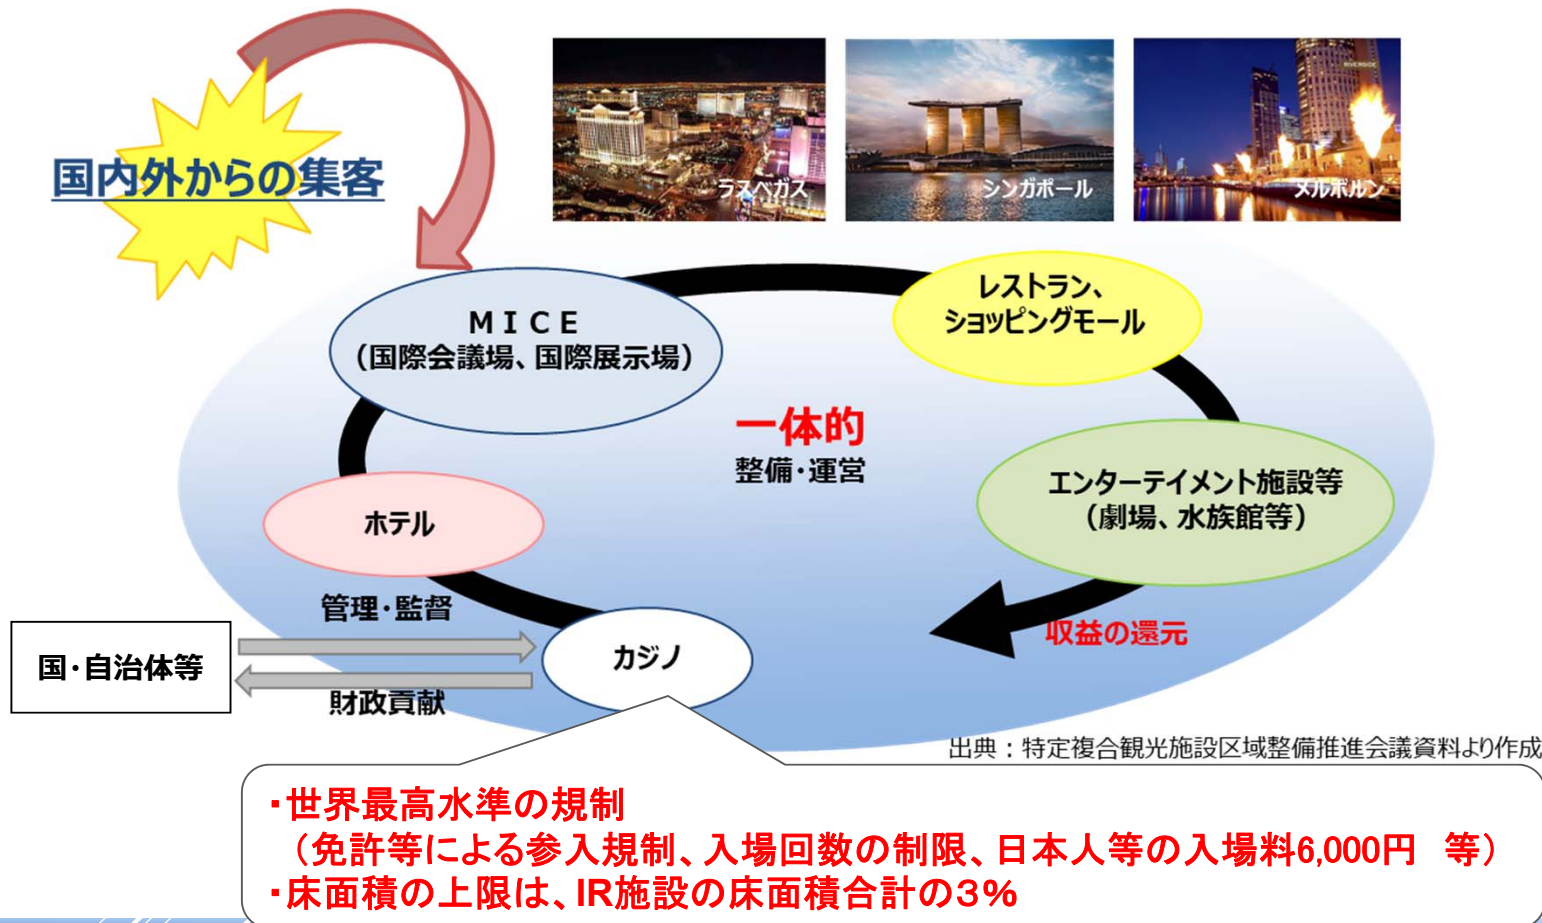 国内外からの集客
ラスベガス
シンガポール
RIVERSIDE
メルボルン
ＭＩＣＥ
（国際会議場、国際展示場）
レストラン、
ショッピングモール
一体的
整備・運営
エンターテイメント施設等
（劇場、水族館等）
ホテル
管理・監督
国・自治体等
カジノ
収益の還元
財政貢献
出典：特定複合観光施設区域整備推進会議資料より作成
・世界最高水準の規制
（免許等による参入規制、入場回数の制限、日本人等の入場料6,000円　等）
・床面積の上限は、IR施設の床面積合計の３％